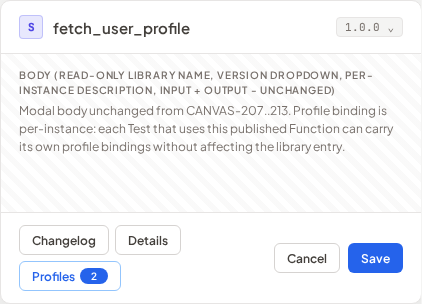 S fetch_user_profile 1.0.0
BODY (READ-ONLY LIBRARY NAME, VERSION DROPDOWN, PER-
INSTANCE DESCRIPTION, INPUT + OUTPUT – UNCHANGED)
Modal body unchanged from CANVAS-207..213. Profile binding is
per-instance: each Test that uses this published Function can carry
its own profile bindings without affecting the library entry.
Changelog Details
Profiles 2
Cancel Save